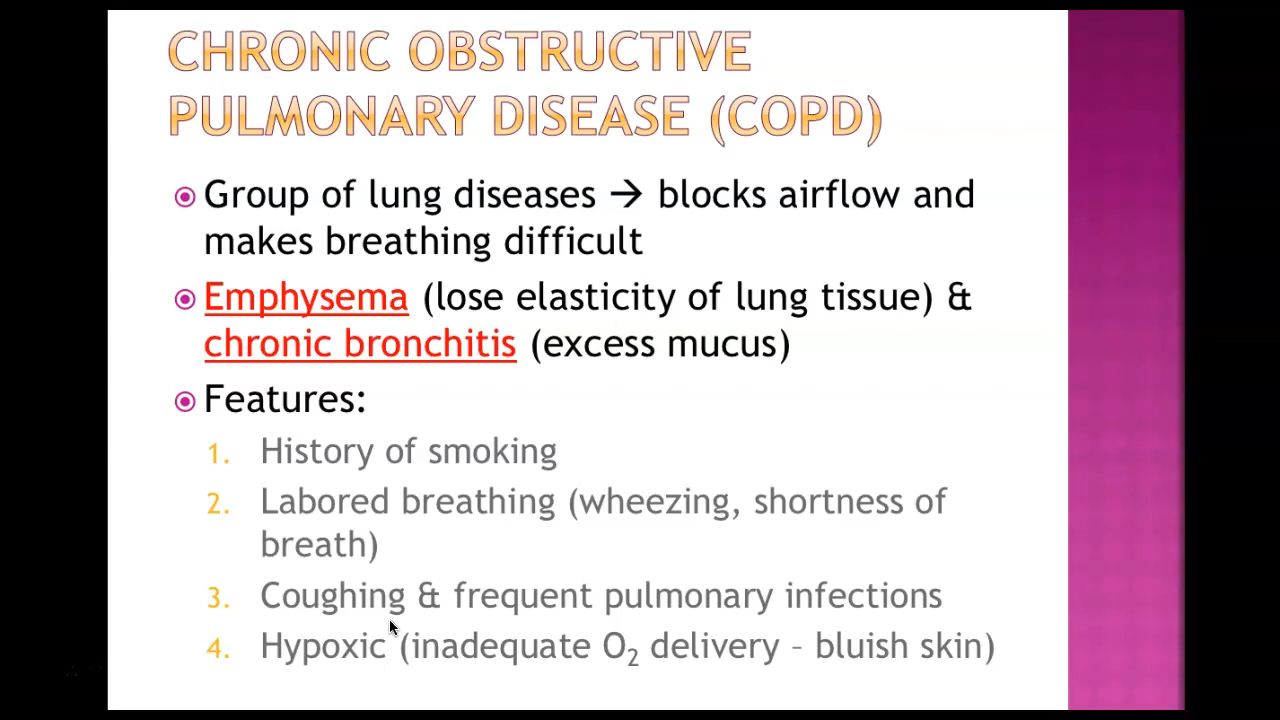 CHRONIC OBSTRUCTIVE
PULMONARY DISEASE (COPD)
Group of lung diseases → blocks airflow and
makes breathing difficult
Emphysema (lose elasticity of lung tissue) &
chronic bronchitis (excess mucus)
Features:
1. History of smoking
2. Labored breathing (wheezing, shortness of
breath)
3. Coughing & frequent pulmonary infections
4. Hypoxic (inadequate O₂ delivery – bluish skin)